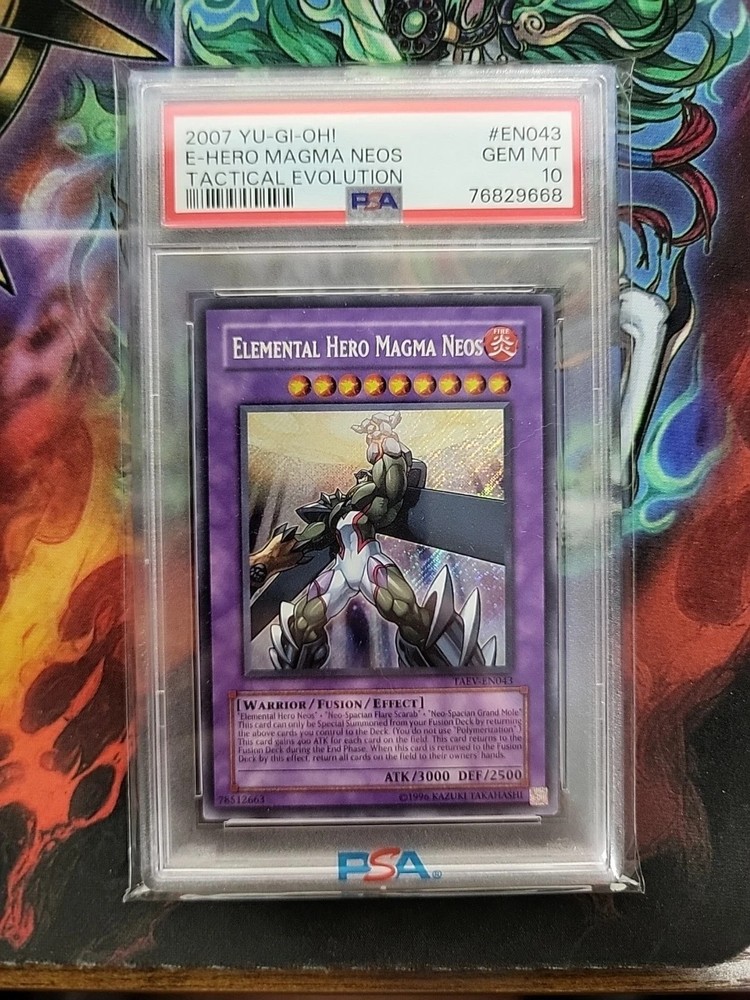 2007 YU-GI-OH! #EN043
E-HERO MAGMA NEOS GEM MT
TACTICAL EVOLUTION 10
PSA 76829668
ELEMENTAL HERO MAGMA NEOS
FIRE
炎
TAEV-EN043
[WARRIOR/FUSION/EFFECT]
"Elemental Hero Neos" + "Neo-Spacian Flare Scarab" + "Neo-Spacian Grand Mole"
This card can only be Special Summoned from your Fusion Deck by returning
the above cards you control to the Deck. (You do not use "Polymerization".)
This card gains 400 ATK for each card on the field. This card returns to the
Fusion Deck during the End Phase. When this card is returned to the Fusion
Deck by this effect, return all cards on the field to their owners' hands.
ATK/3000 DEF/2500
78512663 ©1996 KAZUKI TAKAHASHI
PSA®